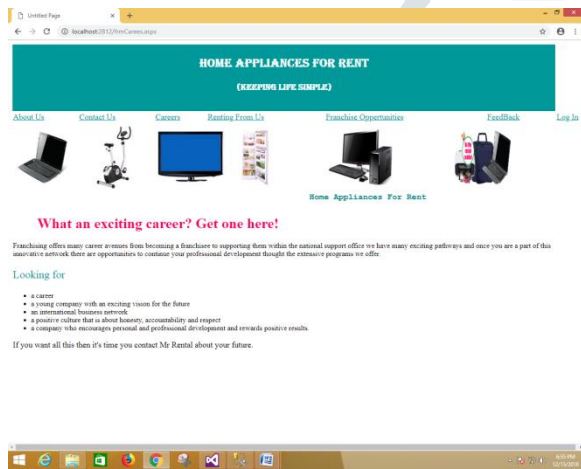 Untitled Page
localhost:2812/frmCareer.aspx
HOME APPLIANCES FOR RENT
(KEEPING LIFE SIMPLE)
About Us Contact Us Careers Renting From Us Franchise Opportunities FeedBack Log In
Home Appliances For Rent
What an exciting career? Get one here!
Franchising offers many career avenues from becoming a franchisee to supporting them within the national support office we have many exciting pathways and once you are a part of this
innovative network there are opportunities to continue your professional development thought the extensive programs we offer.
Looking for
a career
a young company with an exciting vision for the future
an international business network
a positive culture that is about honesty, accountability and respect
a company who encourages personal and professional development and rewards positive results.
If you want all this then it's time you contact Mr Rental about your future.
6:35 PM